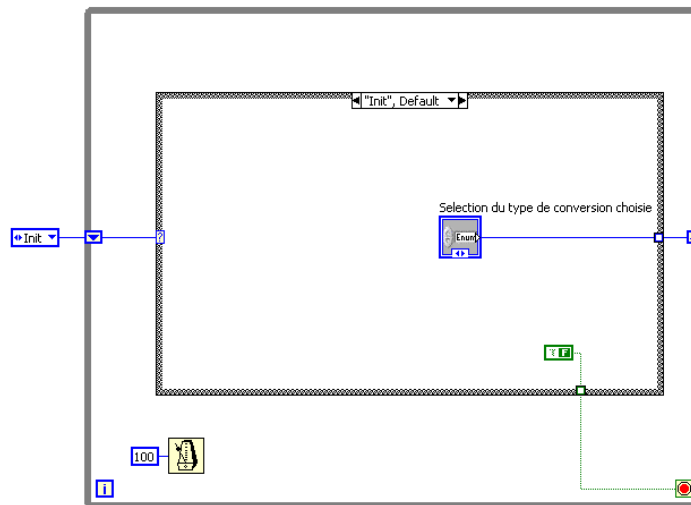 "Init", Default
Selection du type de conversion choisie
Init
?
Enum
F
100
i